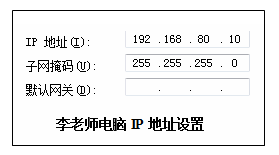 IP 地址(I): 192 .168 . 80 . 10
子网掩码(U): 255 .255 .255 . 0
默认网关(D): . . .
李老师电脑 IP 地址设置